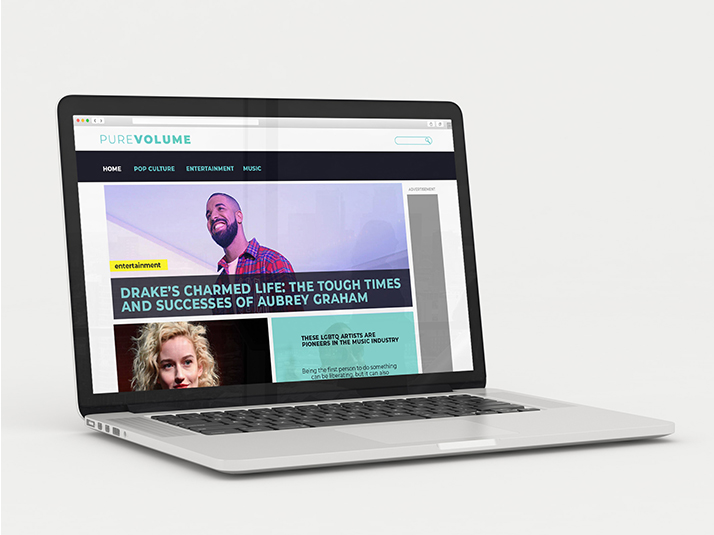 PUREVOLUME
HOME POP CULTURE ENTERTAINMENT MUSIC
ADVERTISEMENT
entertainment
DRAKE'S CHARMED LIFE: THE TOUGH TIMES
AND SUCCESSES OF AUBREY GRAHAM
THESE LGBTQ ARTISTS ARE
PIONEERS IN THE MUSIC INDUSTRY
Being the first person to do something
can be liberating, but it can also